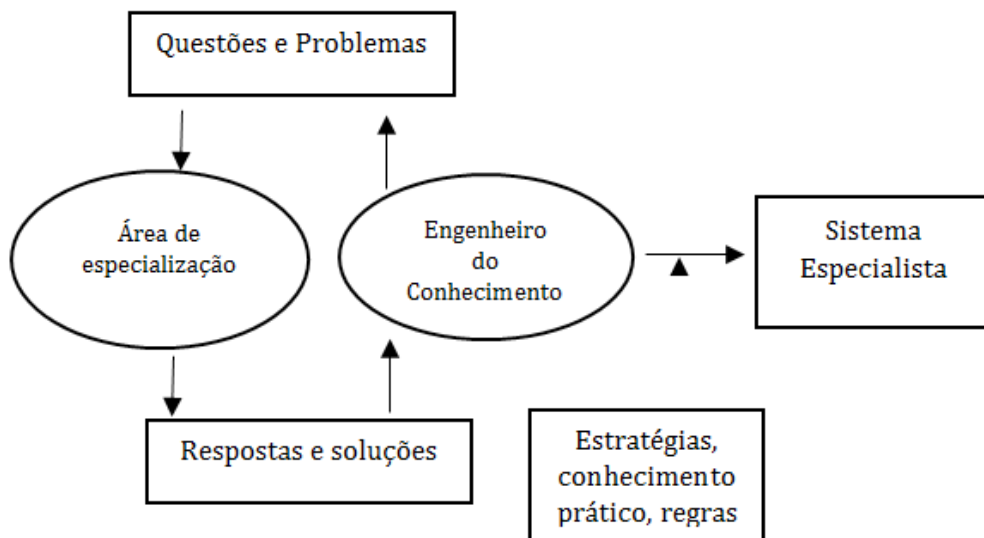 Questões e Problemas
Área de
especialização
Engenheiro
do
Conhecimento
Sistema
Especialista
Respostas e soluções
Estratégias,
conhecimento
prático, regras